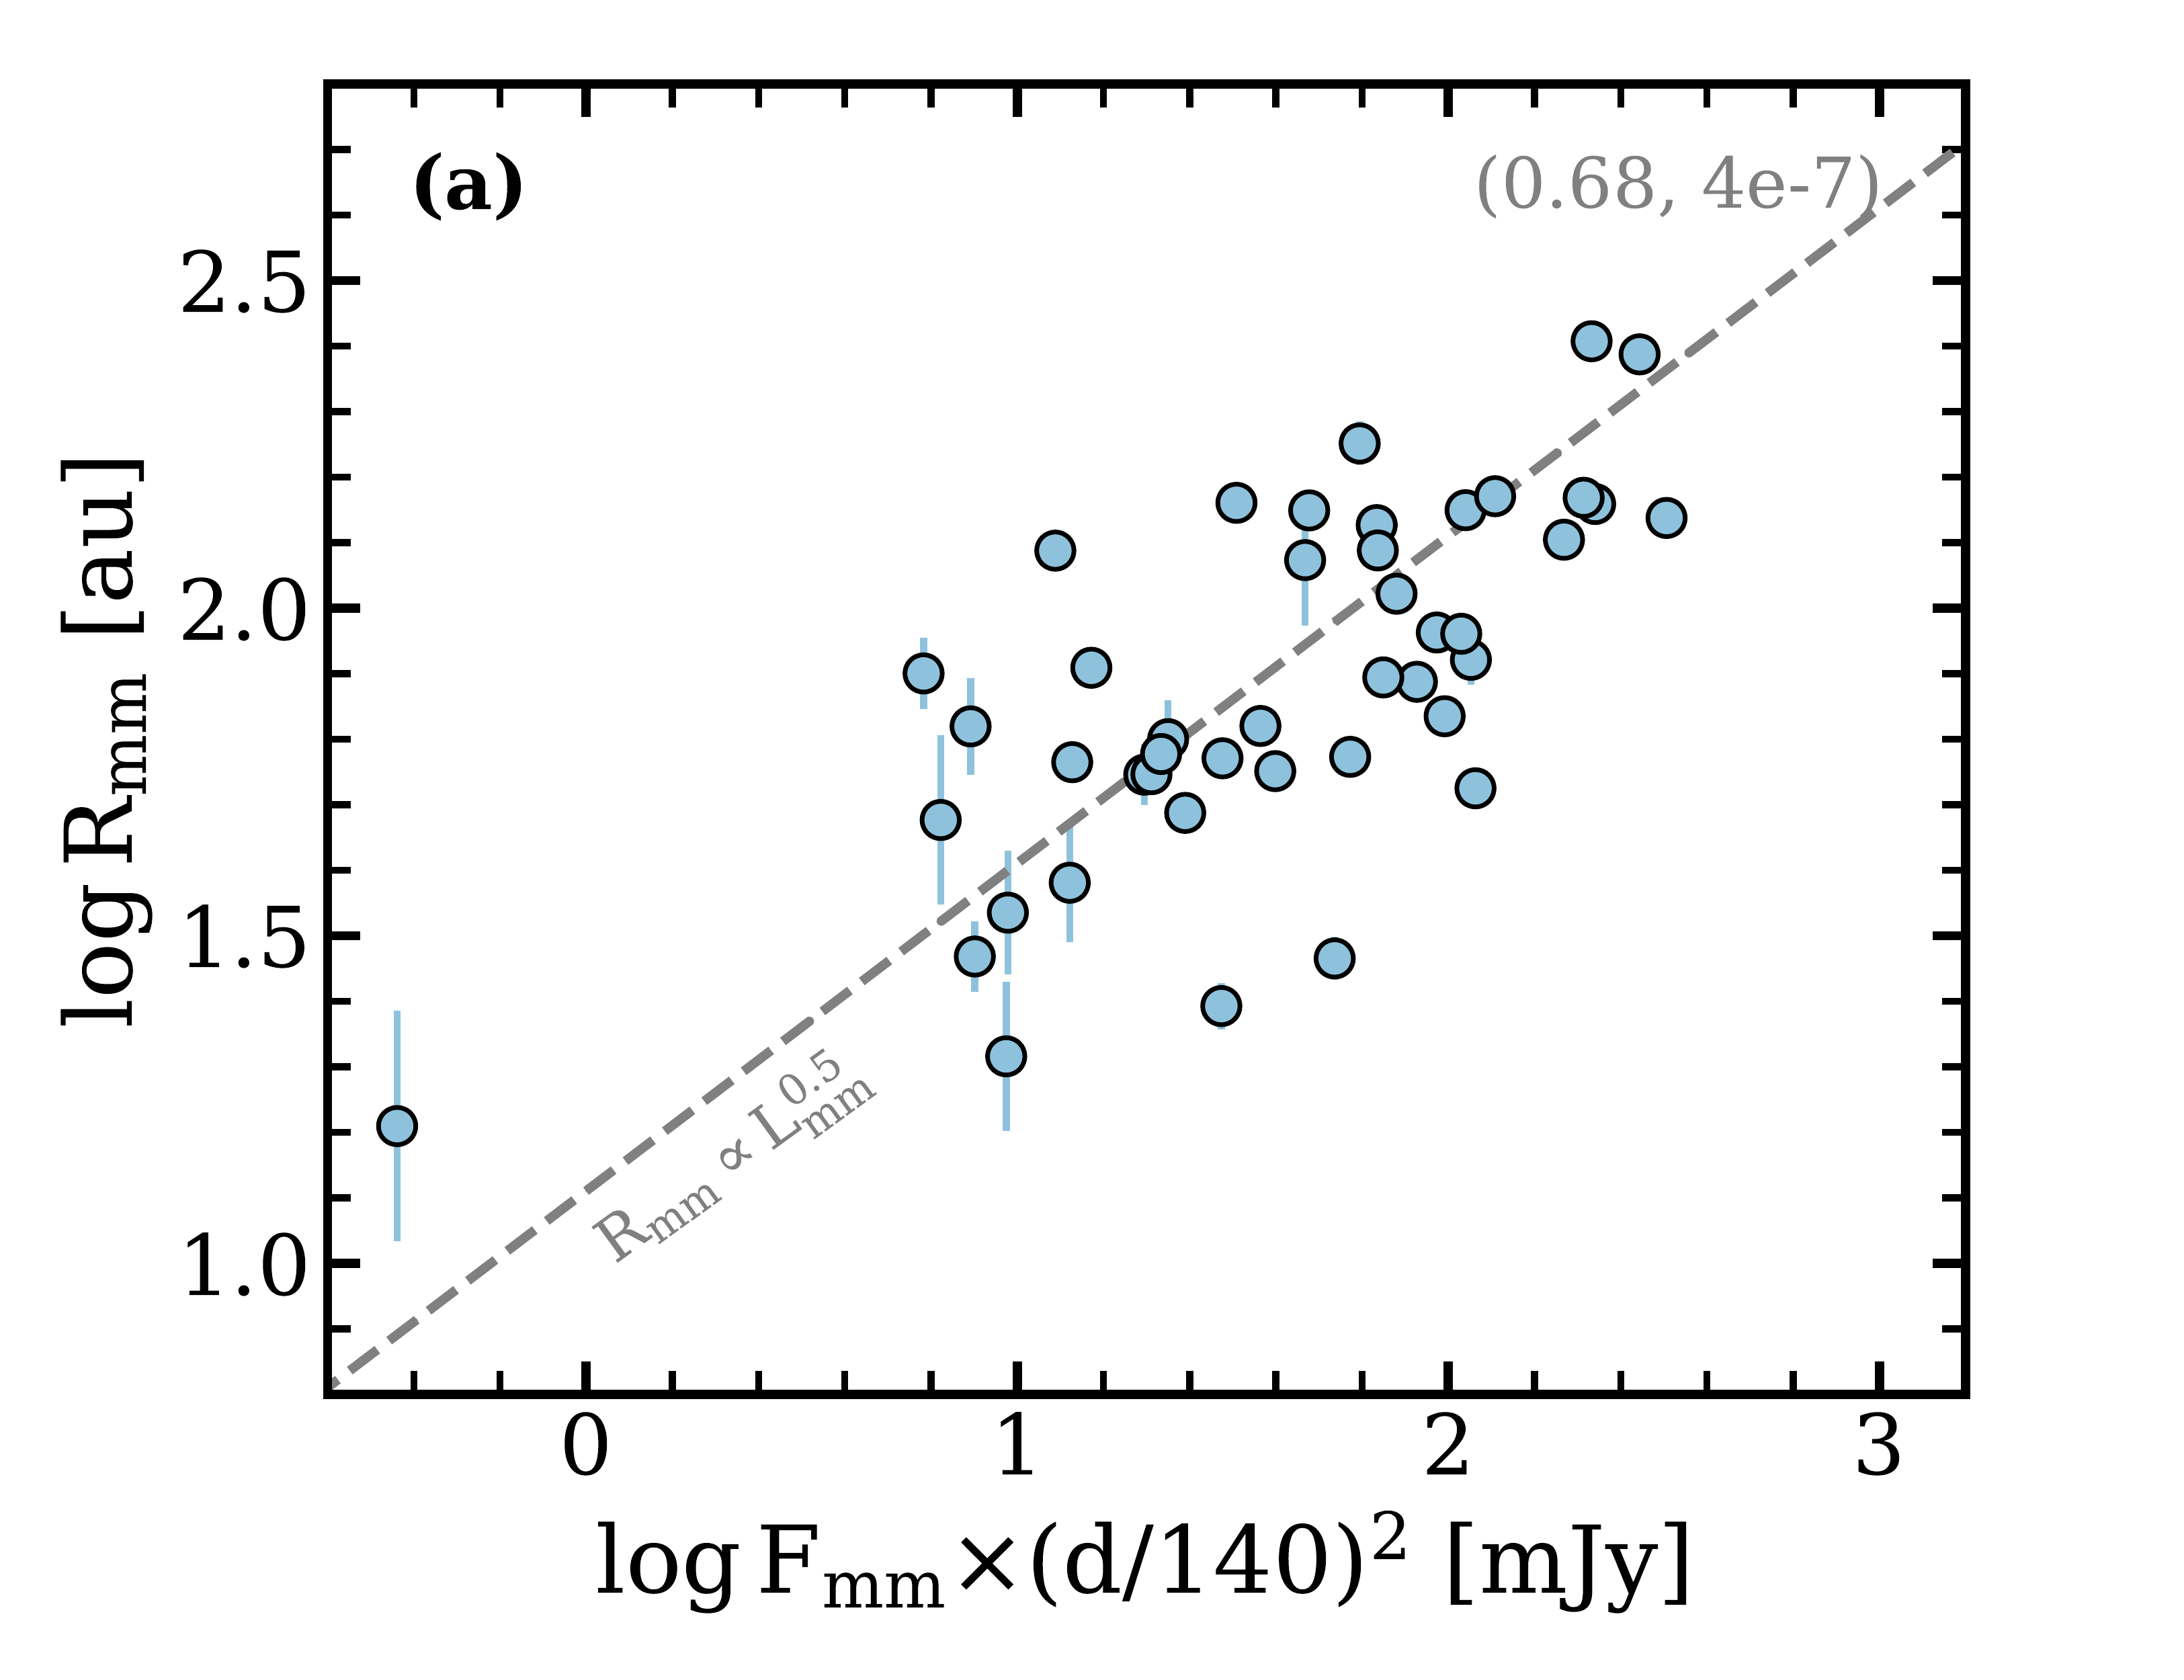 (a)
(0.68, 4e-7)
log R_mm [au]
2.5
2.0
1.5
1.0
R_mm ∝ L_mm^0.5
0 1 2 3
log F_mm×(d/140)² [mJy]